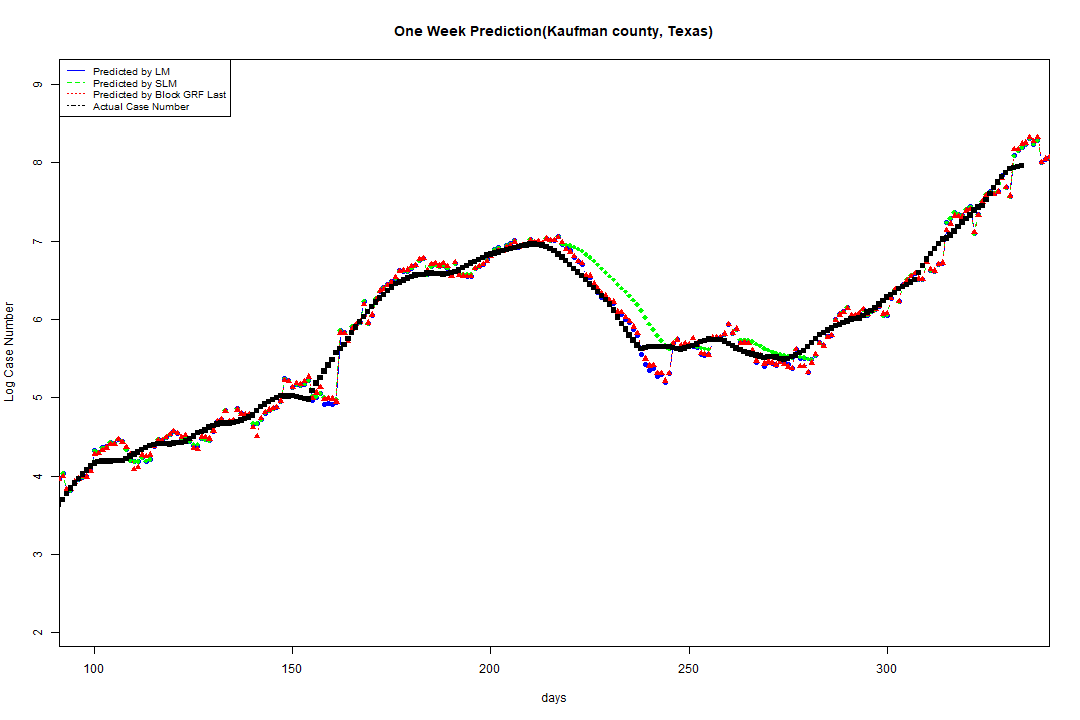 One Week Prediction(Kaufman county, Texas)
Predicted by LM
Predicted by SLM
Predicted by Block GRF Last
Actual Case Number
9
8
7
6
5
4
3
2
Log Case Number
100
150
200
250
300
days